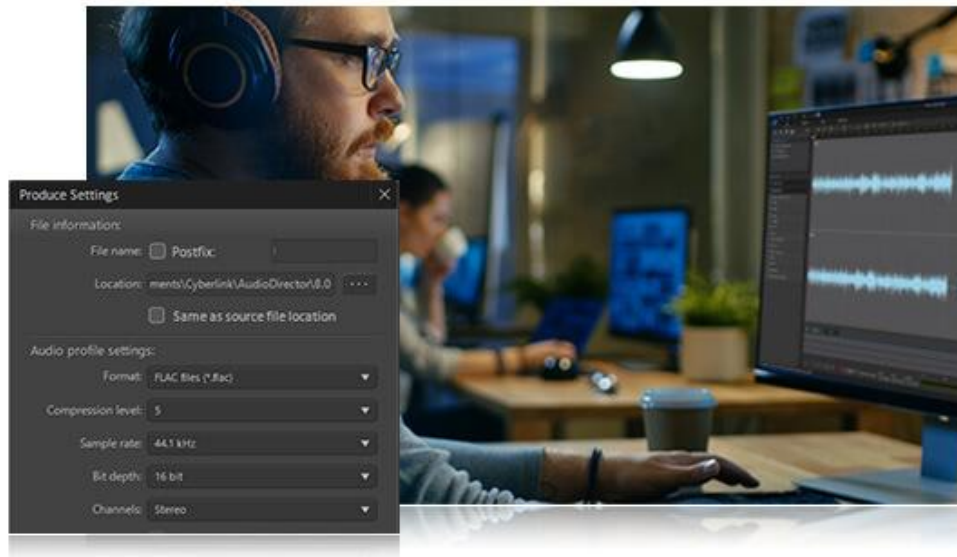 Produce Settings
File information:
File name: Postfix:
Location: ments\Cyberlink\AudioDirector\8.0 ...
Same as source file location
Audio profile settings:
Format: FLAC files (*.flac)
Compression level: 5
Sample rate: 44.1 kHz
Bit depth: 16 bit
Channels: Stereo